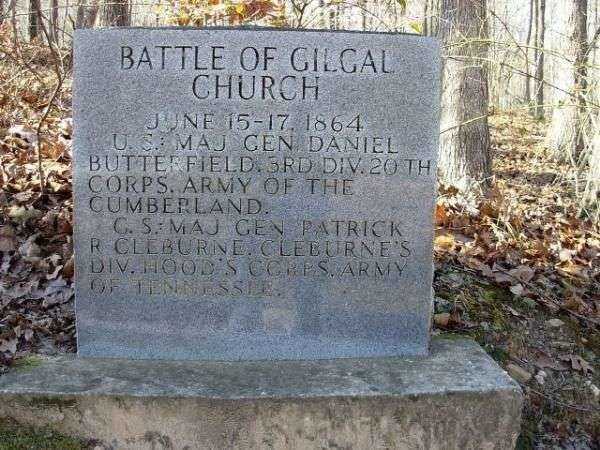 BATTLE OF GILGAL
CHURCH
JUNE 15-17, 1864
U.S.: MAJ GEN DANIEL
BUTTERFIELD, 3RD DIV. 20TH
CORPS, ARMY OF THE
CUMBERLAND.
C.S.: MAJ GEN PATRICK
R CLEBURNE, CLEBURNE'S
DIV. HOOD'S CORPS, ARMY
OF TENNESSEE.